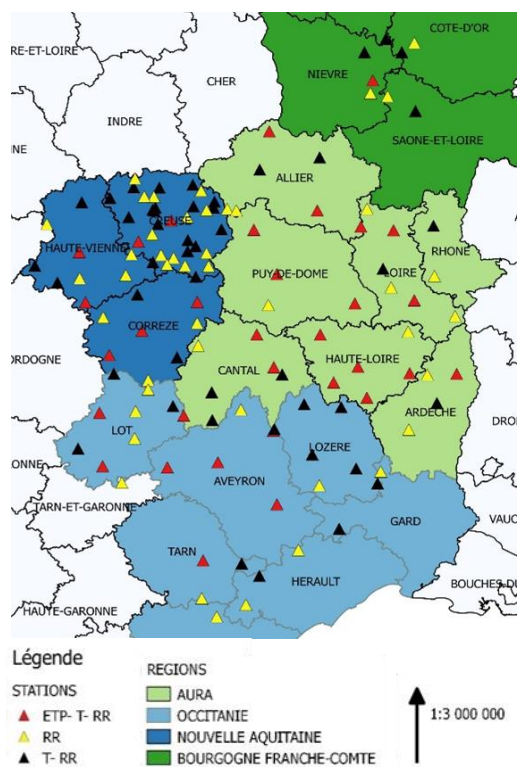 COTE-D'OR
RE-ET-LOIRE
CHER
NIEVRE
INDRE
SAONE-ET-LOIRE
NNE
ALLIER
CREUSE
HAUTE-VIENNE
RHONE
PUY-DE-DOME
LOIRE
CORREZE
ORDOGNE
CANTAL
HAUTE-LOIRE
ARDECHE
DRO
LOT
LOZERE
ONNE
AVEYRON
TARN-ET-GARONNE
GARD
VAUC
TARN
HERAULT
BOUCHES-DU
HAUTE-GARONNE
Légende
STATIONS
ETP- T- RR
RR
T- RR
REGIONS
AURA
OCCITANIE
NOUVELLE AQUITAINE
BOURGOGNE FRANCHE-COMTE
1:3 000 000